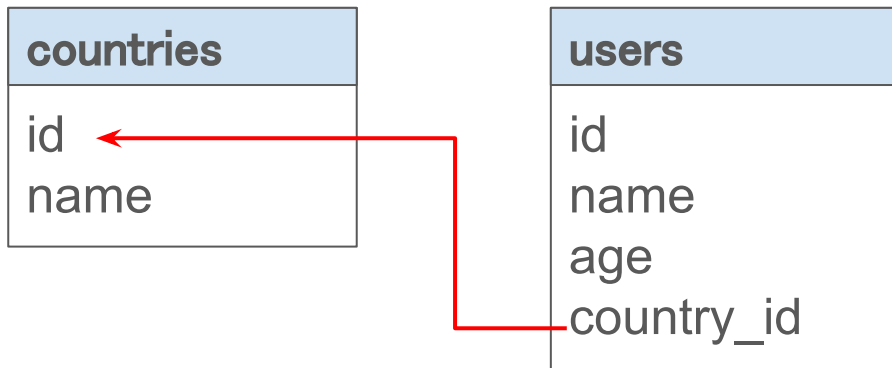 countries
id
name
users
id
name
age
country_id